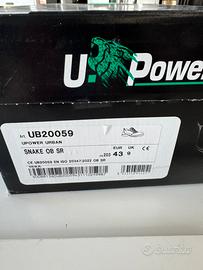 U.Power
Art. UB20059
UPOWER URBAN
SNAKE OB SR
EUR UK
43 9
CE UB20059 EN ISO 20347:2022 OB SR
subito